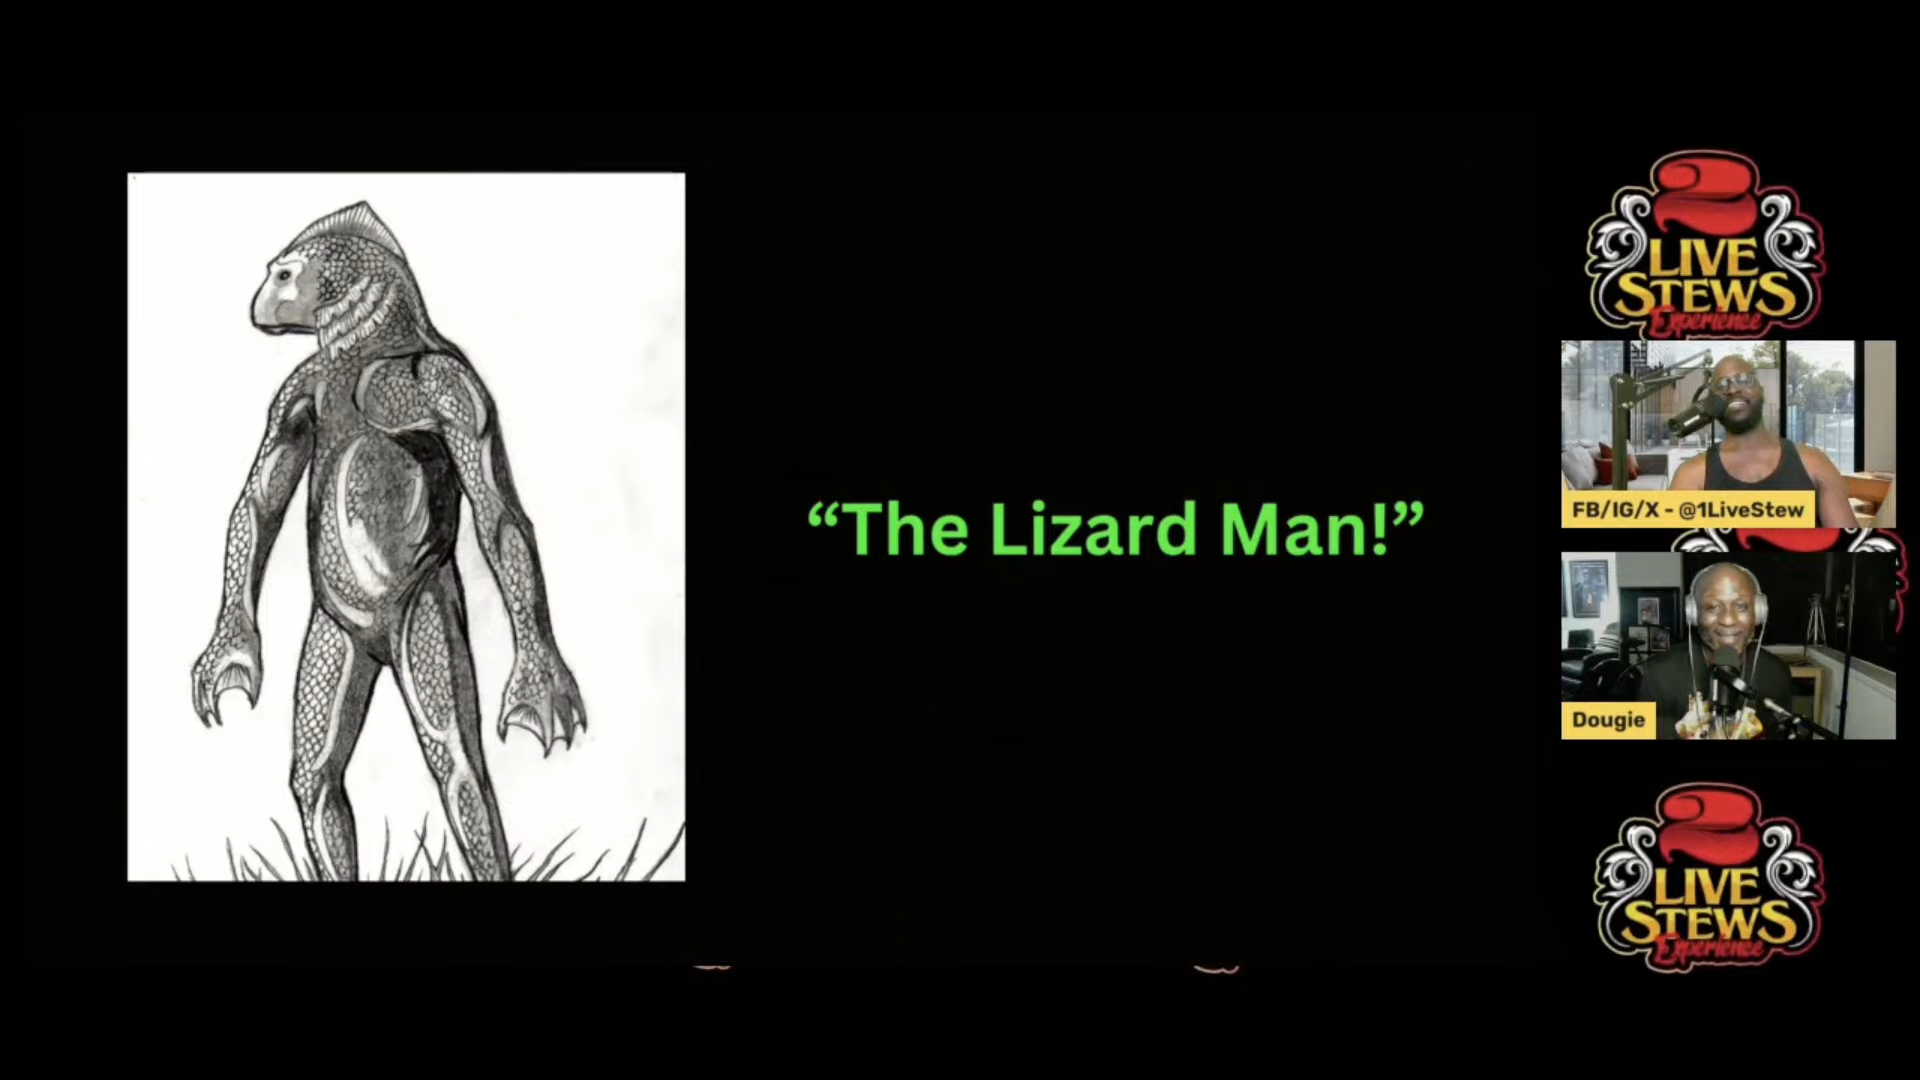 “The Lizard Man!”
2
LIVE
STEWS
Experience
FB/IG/X - @1LiveStew
Dougie
2
LIVE
STEWS
Experience